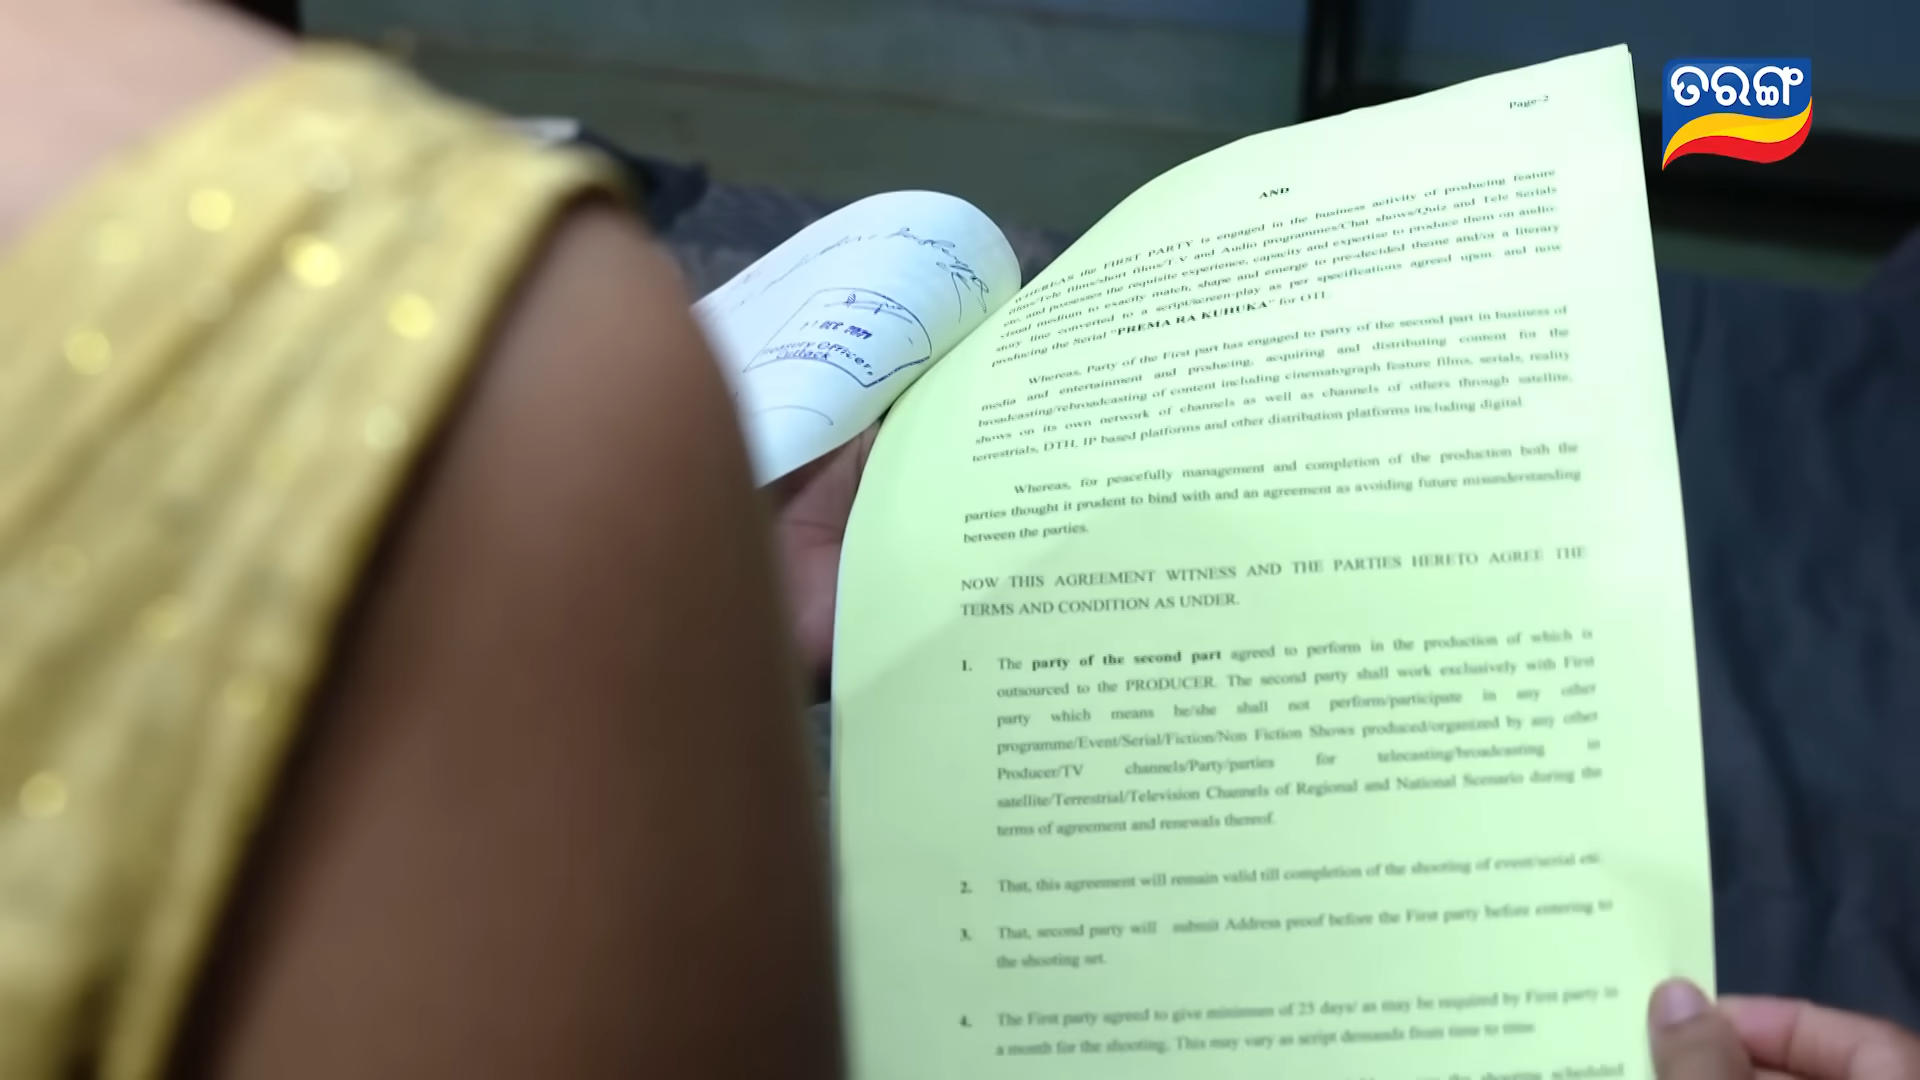 ତରଙ୍ଗ
Page-2
AND
WHEREAS the FIRST PARTY is engaged in the business activity of producing feature
films/Tele films/short films/T V and Audio programmes/Chat shows/Quiz and Tele Serials
etc. and possesses the requisite experience, capacity and expertise to produce them on audio-
visual medium to exactly match, shape and emerge to pre-decided theme and/or a literary
story line converted to a script/screen-play as per specifications agreed upon and now
producing the Serial "PREMA RA KUHUKA" for OTL
Whereas, Party of the First part has engaged to party of the second part in business of
media and entertainment and producing, acquiring and distributing content for the
broadcasting/rebroadcasting of content including cinematograph feature films, serials, reality
shows on its own network of channels as well as channels of others through satellite,
terrestrials, DTH, IP based platforms and other distribution platforms including digital
Whereas, for peacefully management and completion of the production both the
parties thought it prudent to bind with and an agreement as avoiding future misunderstanding
between the parties.
NOW THIS AGREEMENT WITNESS AND THE PARTIES HERETO AGREE THE
TERMS AND CONDITION AS UNDER.
1. The party of the second part agreed to perform in the production of which is
outsourced to the PRODUCER. The second party shall work exclusively with First
party which means he/she shall not perform/participate in any other
programme/Event/Serial/Fiction/Non Fiction Shows produced/organized by any other
Producer/TV channels/Party/parties for telecasting/broadcasting in
satellite/Terrestrial/Television Channels of Regional and National Scenario during the
terms of agreement and renewals thereof.
2. That, this agreement will remain valid till completion of the shooting of event/serial etc.
3. That, second party will submit Address proof before the First party before entering to
the shooting set.
4. The First party agreed to give minimum of 25 days/ as may be required by First party in
a month for the shooting. This may vary as script demands from time to time
the shooting scheduled
DEC 2021
Treasury Officer,
Cuttack